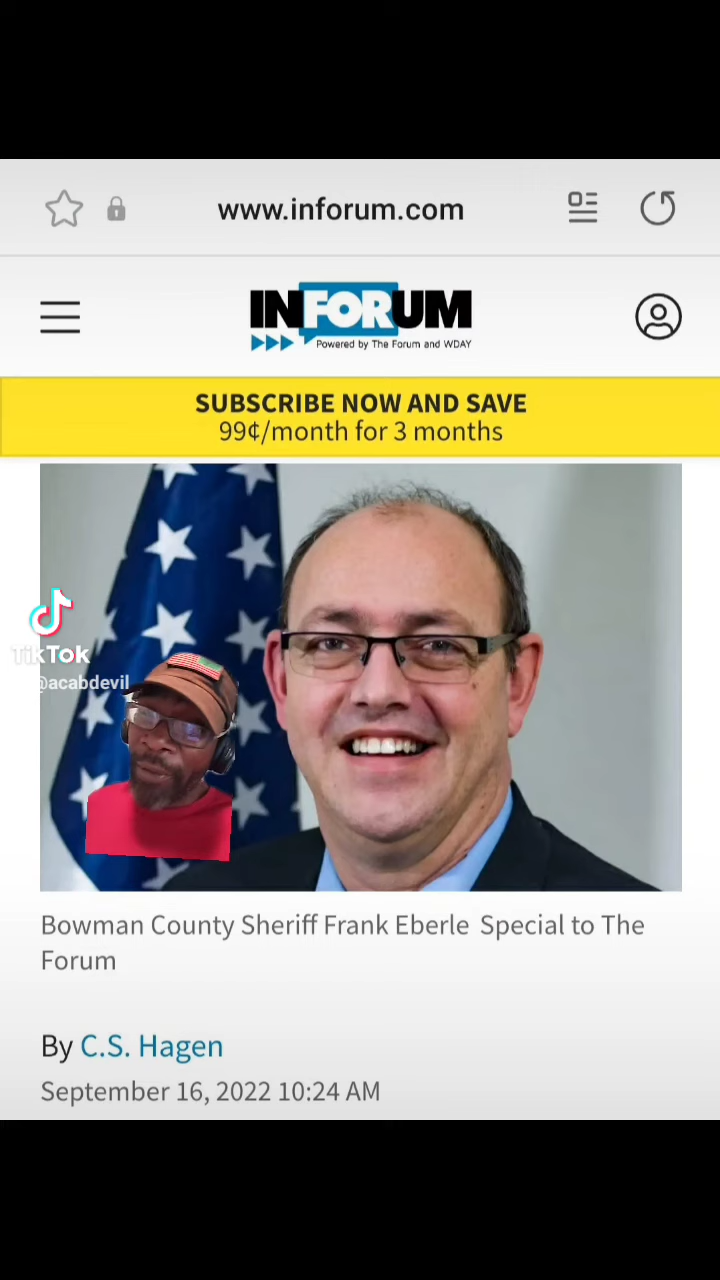 www.inforum.com
INFORUM
Powered by The Forum and WDAY
SUBSCRIBE NOW AND SAVE
99¢/month for 3 months
TikTok
@acabdevil
Bowman County Sheriff Frank Eberle Special to The
Forum
By C.S. Hagen
September 16, 2022 10:24 AM